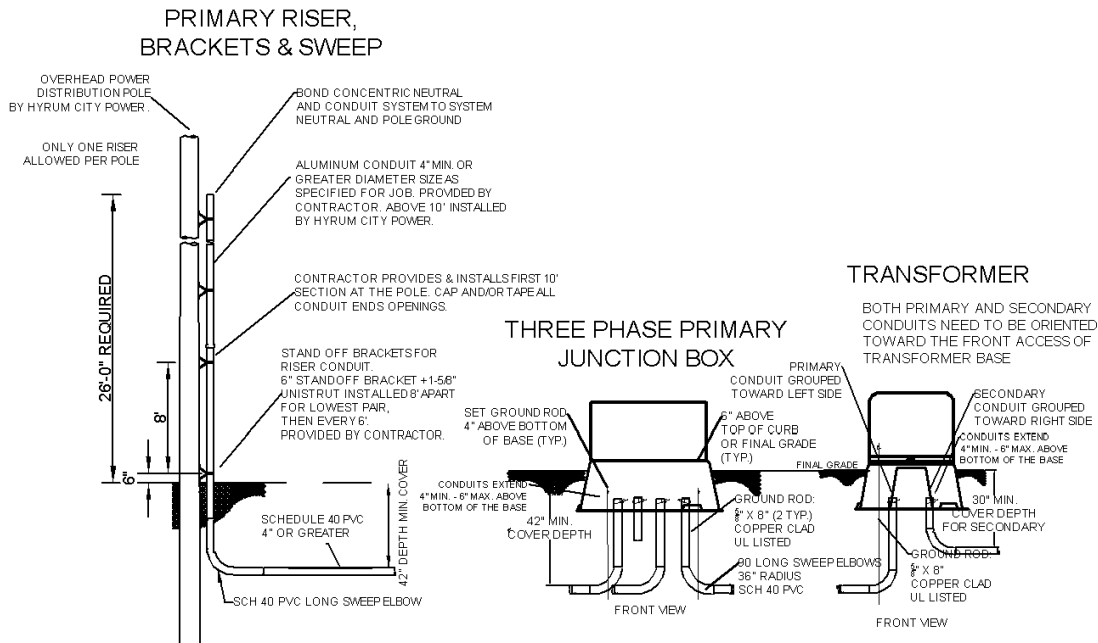 PRIMARY RISER,
BRACKETS & SWEEP
OVERHEAD POWER
DISTRIBUTION POLE
BY HYRUM CITY POWER.
ONLY ONE RISER
ALLOWED PER POLE
BOND CONCENTRIC NEUTRAL
AND CONDUIT SYSTEM TO SYSTEM
NEUTRAL AND POLE GROUND
ALUMINUM CONDUIT 4" MIN. OR
GREATER DIAMETER SIZE AS
SPECIFIED FOR JOB. PROVIDED BY
CONTRACTOR. ABOVE 10' INSTALLED
BY HYRUM CITY POWER.
CONTRACTOR PROVIDES & INSTALLS FIRST 10'
SECTION AT THE POLE. CAP AND/OR TAPE ALL
CONDUIT ENDS OPENINGS.
STAND OFF BRACKETS FOR
RISER CONDUIT.
6" STANDOFF BRACKET + 1-5/8"
UNISTRUT INSTALLED 8' APART
FOR LOWEST PAIR,
THEN EVERY 6'.
PROVIDED BY CONTRACTOR.
26'-0" REQUIRED
8'
6"
SCHEDULE 40 PVC
4" OR GREATER
42" DEPTH MIN. COVER
SCH 40 PVC LONG SWEEP ELBOW
THREE PHASE PRIMARY
JUNCTION BOX
SET GROUND ROD
4" ABOVE BOTTOM
OF BASE (TYP.)
6" ABOVE
TOP OF CURB
OR FINAL GRADE
(TYP.)
CONDUITS EXTEND
4" MIN. - 6" MAX. ABOVE
BOTTOM OF THE BASE
42" MIN.
COVER DEPTH
GROUND ROD:
X 8" (2 TYP.)
COPPER CLAD
UL LISTED
90 LONG SWEEP ELBOWS
36" RADIUS
SCH 40 PVC
FRONT VIEW
TRANSFORMER
BOTH PRIMARY AND SECONDARY
CONDUITS NEED TO BE ORIENTED
TOWARD THE FRONT ACCESS OF
TRANSFORMER BASE
PRIMARY
CONDUIT GROUPED
TOWARD LEFT SIDE
SECONDARY
CONDUIT GROUPED
TOWARD RIGHT SIDE
CONDUITS EXTEND
4" MIN. - 6" MAX. ABOVE
BOTTOM OF THE BASE
FINAL GRADE
30" MIN.
COVER DEPTH
FOR SECONDARY
GROUND ROD:
X 8"
COPPER CLAD
UL LISTED
FRONT VIEW